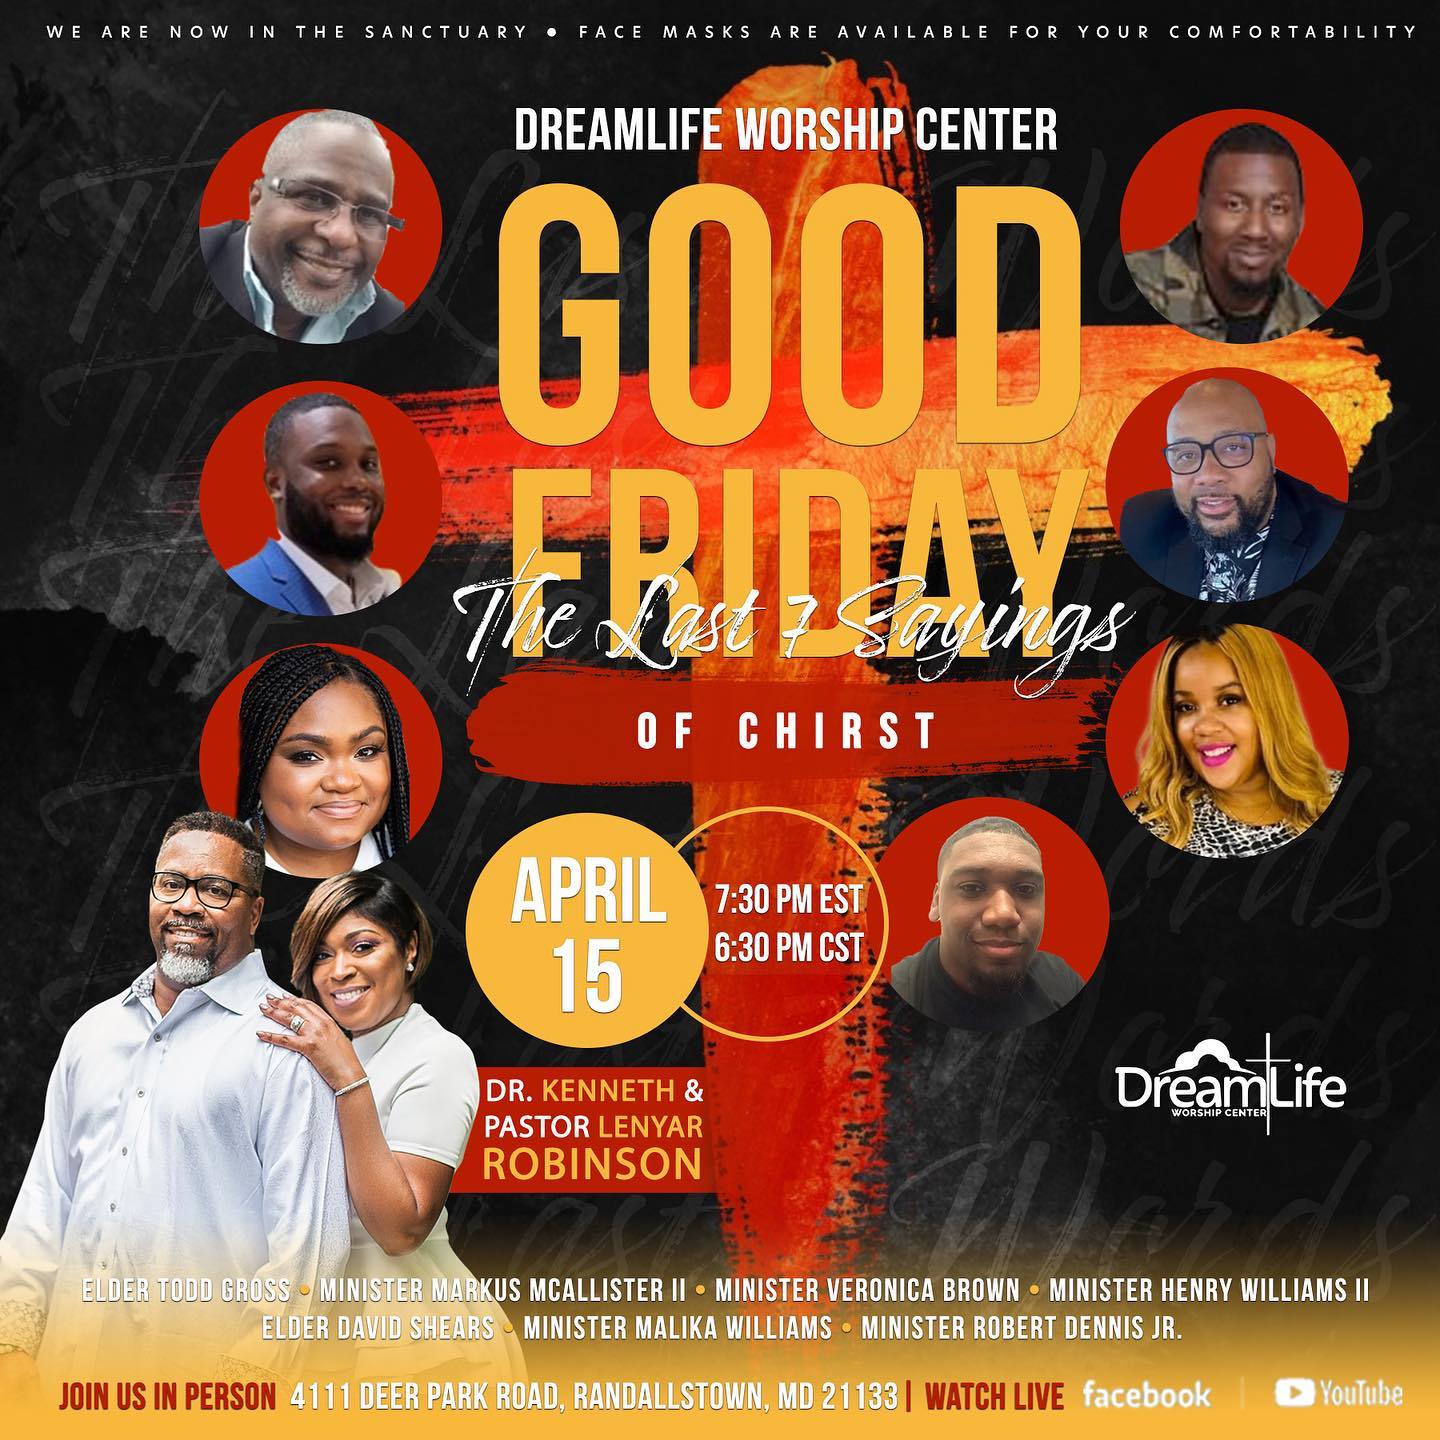 WE ARE NOW IN THE SANCTUARY • FACE MASKS ARE AVAILABLE FOR YOUR COMFORTABILITY
DREAMLIFE WORSHIP CENTER
GOOD
FRIDAY
The Last 7 Sayings
OF CHIRST
APRIL
15
7:30 PM EST
6:30 PM CST
DR. KENNETH &
PASTOR LENYAR
ROBINSON
DreamLife
WORSHIP CENTER
ELDER TODD GROSS • MINISTER MARKUS MCALLISTER II • MINISTER VERONICA BROWN • MINISTER HENRY WILLIAMS II
ELDER DAVID SHEARS • MINISTER MALIKA WILLIAMS • MINISTER ROBERT DENNIS JR.
JOIN US IN PERSON 4111 DEER PARK ROAD, RANDALLSTOWN, MD 21133 | WATCH LIVE facebook | YouTube